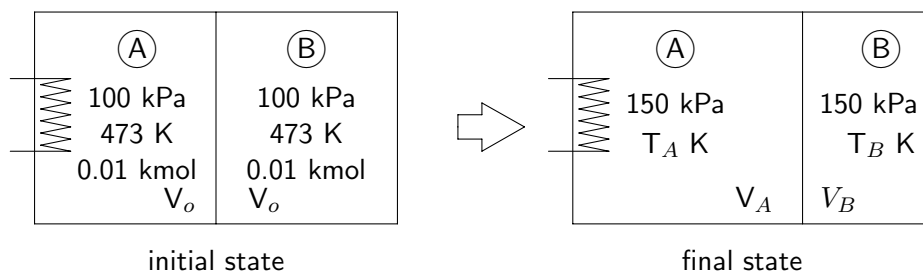 A B A B
100 kPa 100 kPa 150 kPa 150 kPa
473 K 473 K T_A K T_B K
0.01 kmol 0.01 kmol
V_o V_o V_A V_B
initial state final state